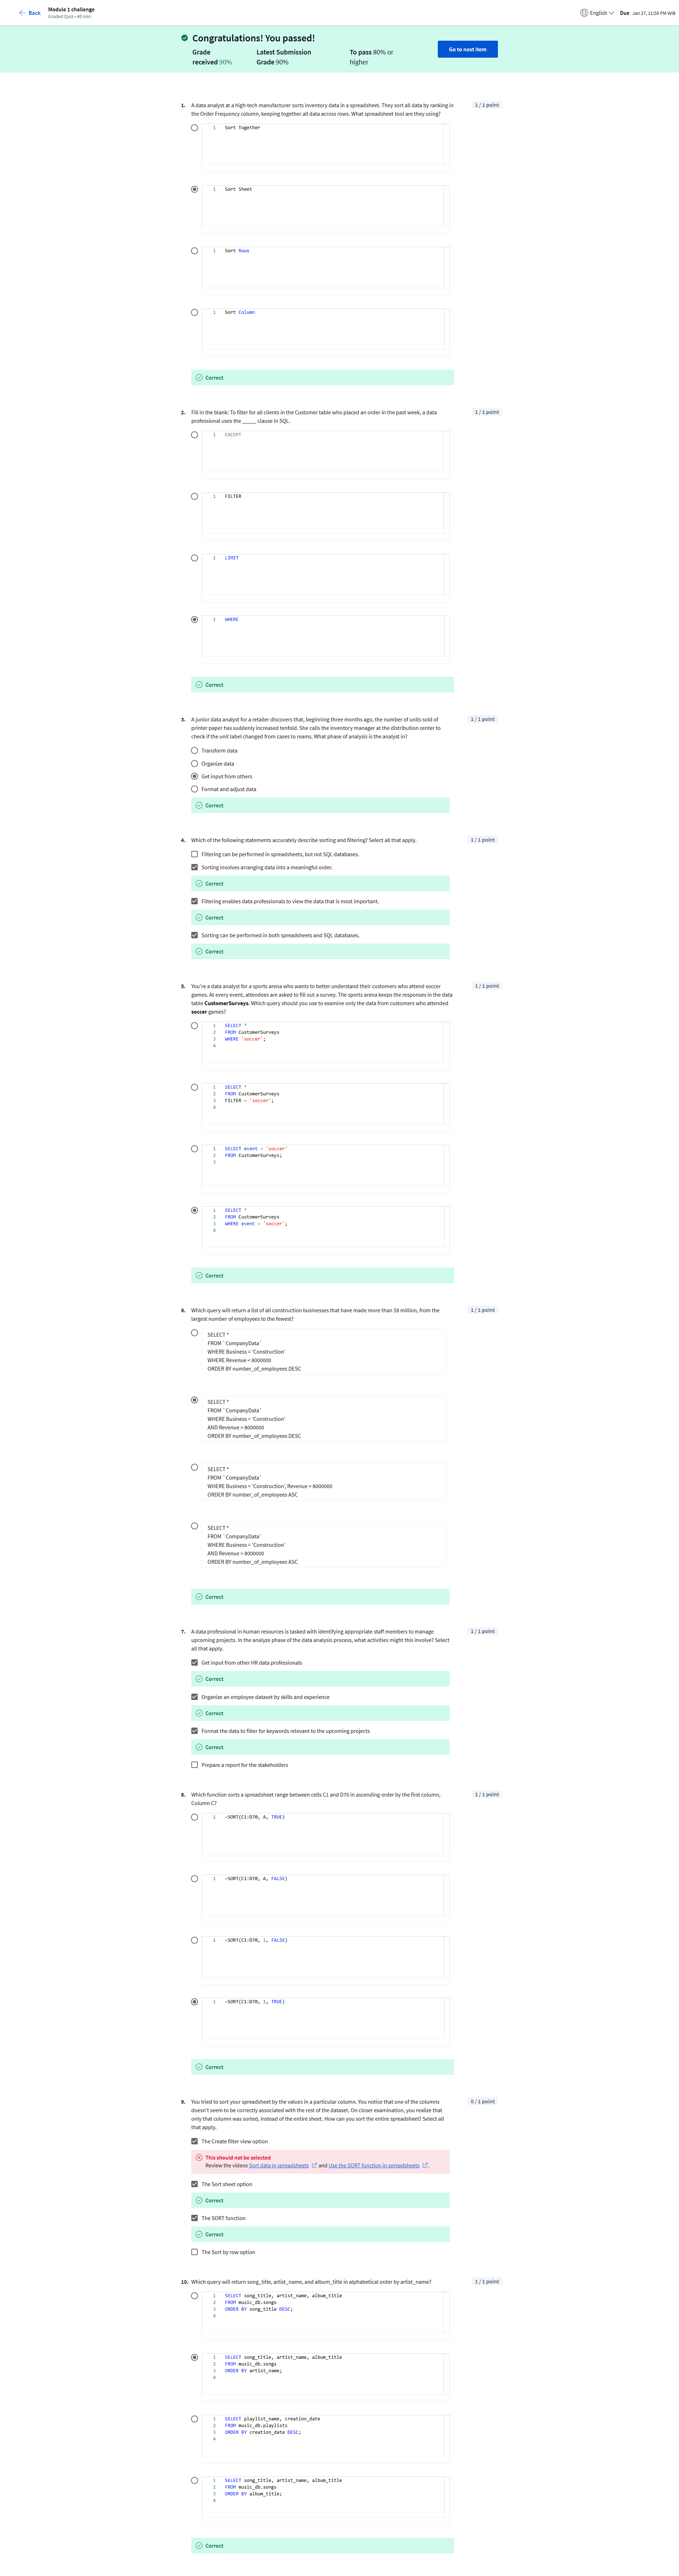 Back
Module 1 challenge
Graded Quiz • 40 min
English
Due Jan 27, 11:59 PM WIB
Congratulations! You passed!
Grade received 90%
Latest Submission Grade 90%
To pass 80% or higher
Go to next item
1. A data analyst at a high-tech manufacturer sorts inventory data in a spreadsheet. They sort all data by ranking in
the Order Frequency column, keeping together all data across rows. What spreadsheet tool are they using?
1 / 1 point
1 Sort Together
1 Sort Sheet
1 Sort Rows
1 Sort Column
Correct
2. Fill in the blank: To filter for all clients in the Customer table who placed an order in the past week, a data
professional uses the _____ clause in SQL.
1 / 1 point
1 EXCEPT
1 FILTER
1 LIMIT
1 WHERE
Correct
3. A junior data analyst for a retailer discovers that, beginning three months ago, the number of units sold of
printer paper has suddenly increased tenfold. She calls the inventory manager at the distribution center to
check if the unit label changed from cases to reams. What phase of analysis is the analyst in?
1 / 1 point
Transform data
Organize data
Get input from others
Format and adjust data
Correct
4. Which of the following statements accurately describe sorting and filtering? Select all that apply.
1 / 1 point
Filtering can be performed in spreadsheets, but not SQL databases.
Sorting involves arranging data into a meaningful order.
Correct
Filtering enables data professionals to view the data that is most important.
Correct
Sorting can be performed in both spreadsheets and SQL databases.
Correct
5. You're a data analyst for a sports arena who wants to better understand their customers who attend soccer
games. At every event, attendees are asked to fill out a survey. The sports arena keeps the responses in the data
table CustomerSurveys. Which query should you use to examine only the data from customers who attended
soccer games?
1 / 1 point
1 SELECT *
2 FROM CustomerSurveys
3 WHERE 'soccer';
4
1 SELECT *
2 FROM CustomerSurveys
3 FILTER = 'soccer';
4
1 SELECT event = 'soccer'
2 FROM CustomerSurveys;
3
1 SELECT *
2 FROM CustomerSurveys
3 WHERE event = 'soccer';
4
Correct
6. Which query will return a list of all construction businesses that have made more than $8 million, from the
largest number of employees to the fewest?
1 / 1 point
SELECT *
FROM `CompanyData`
WHERE Business = 'Construction'
WHERE Revenue < 8000000
ORDER BY number_of_employees DESC
SELECT *
FROM `CompanyData`
WHERE Business = 'Construction'
AND Revenue > 8000000
ORDER BY number_of_employees DESC
SELECT *
FROM `CompanyData`
WHERE Business = 'Construction', Revenue < 8000000
ORDER BY number_of_employees ASC
SELECT *
FROM `CompanyData`
WHERE Business = 'Construction'
AND Revenue > 8000000
ORDER BY number_of_employees ASC
Correct
7. A data professional in human resources is tasked with identifying appropriate staff members to manage
upcoming projects. In the analyze phase of the data analysis process, what activities might this involve? Select
all that apply.
1 / 1 point
Get input from other HR data professionals
Correct
Organize an employee dataset by skills and experience
Correct
Format the data to filter for keywords relevant to the upcoming projects
Correct
Prepare a report for the stakeholders
8. Which function sorts a spreadsheet range between cells C1 and D70 in ascending order by the first column,
Column C?
1 / 1 point
1 =SORT(C1:D70, A, TRUE)
1 =SORT(C1:D70, A, FALSE)
1 =SORT(C1:D70, 1, FALSE)
1 =SORT(C1:D70, 1, TRUE)
Correct
9. You tried to sort your spreadsheet by the values in a particular column. You notice that one of the columns
doesn't seem to be correctly associated with the rest of the dataset. On closer examination, you realize that
only that column was sorted, instead of the entire sheet. How can you sort the entire spreadsheet? Select all
that apply.
0 / 1 point
The Create filter view option
This should not be selected
Review the videos Sort data in spreadsheets and Use the SORT function in spreadsheets.
The Sort sheet option
Correct
The SORT function
Correct
The Sort by row option
10. Which query will return song_title, artist_name, and album_title in alphabetical order by artist_name?
1 / 1 point
1 SELECT song_title, artist_name, album_title
2 FROM music_db.songs
3 ORDER BY song_title DESC;
4
1 SELECT song_title, artist_name, album_title
2 FROM music_db.songs
3 ORDER BY artist_name;
4
1 SELECT playlist_name, creation_date
2 FROM music_db.playlists
3 ORDER BY creation_date DESC;
4
1 SELECT song_title, artist_name, album_title
2 FROM music_db.songs
3 ORDER BY album_title;
4
Correct